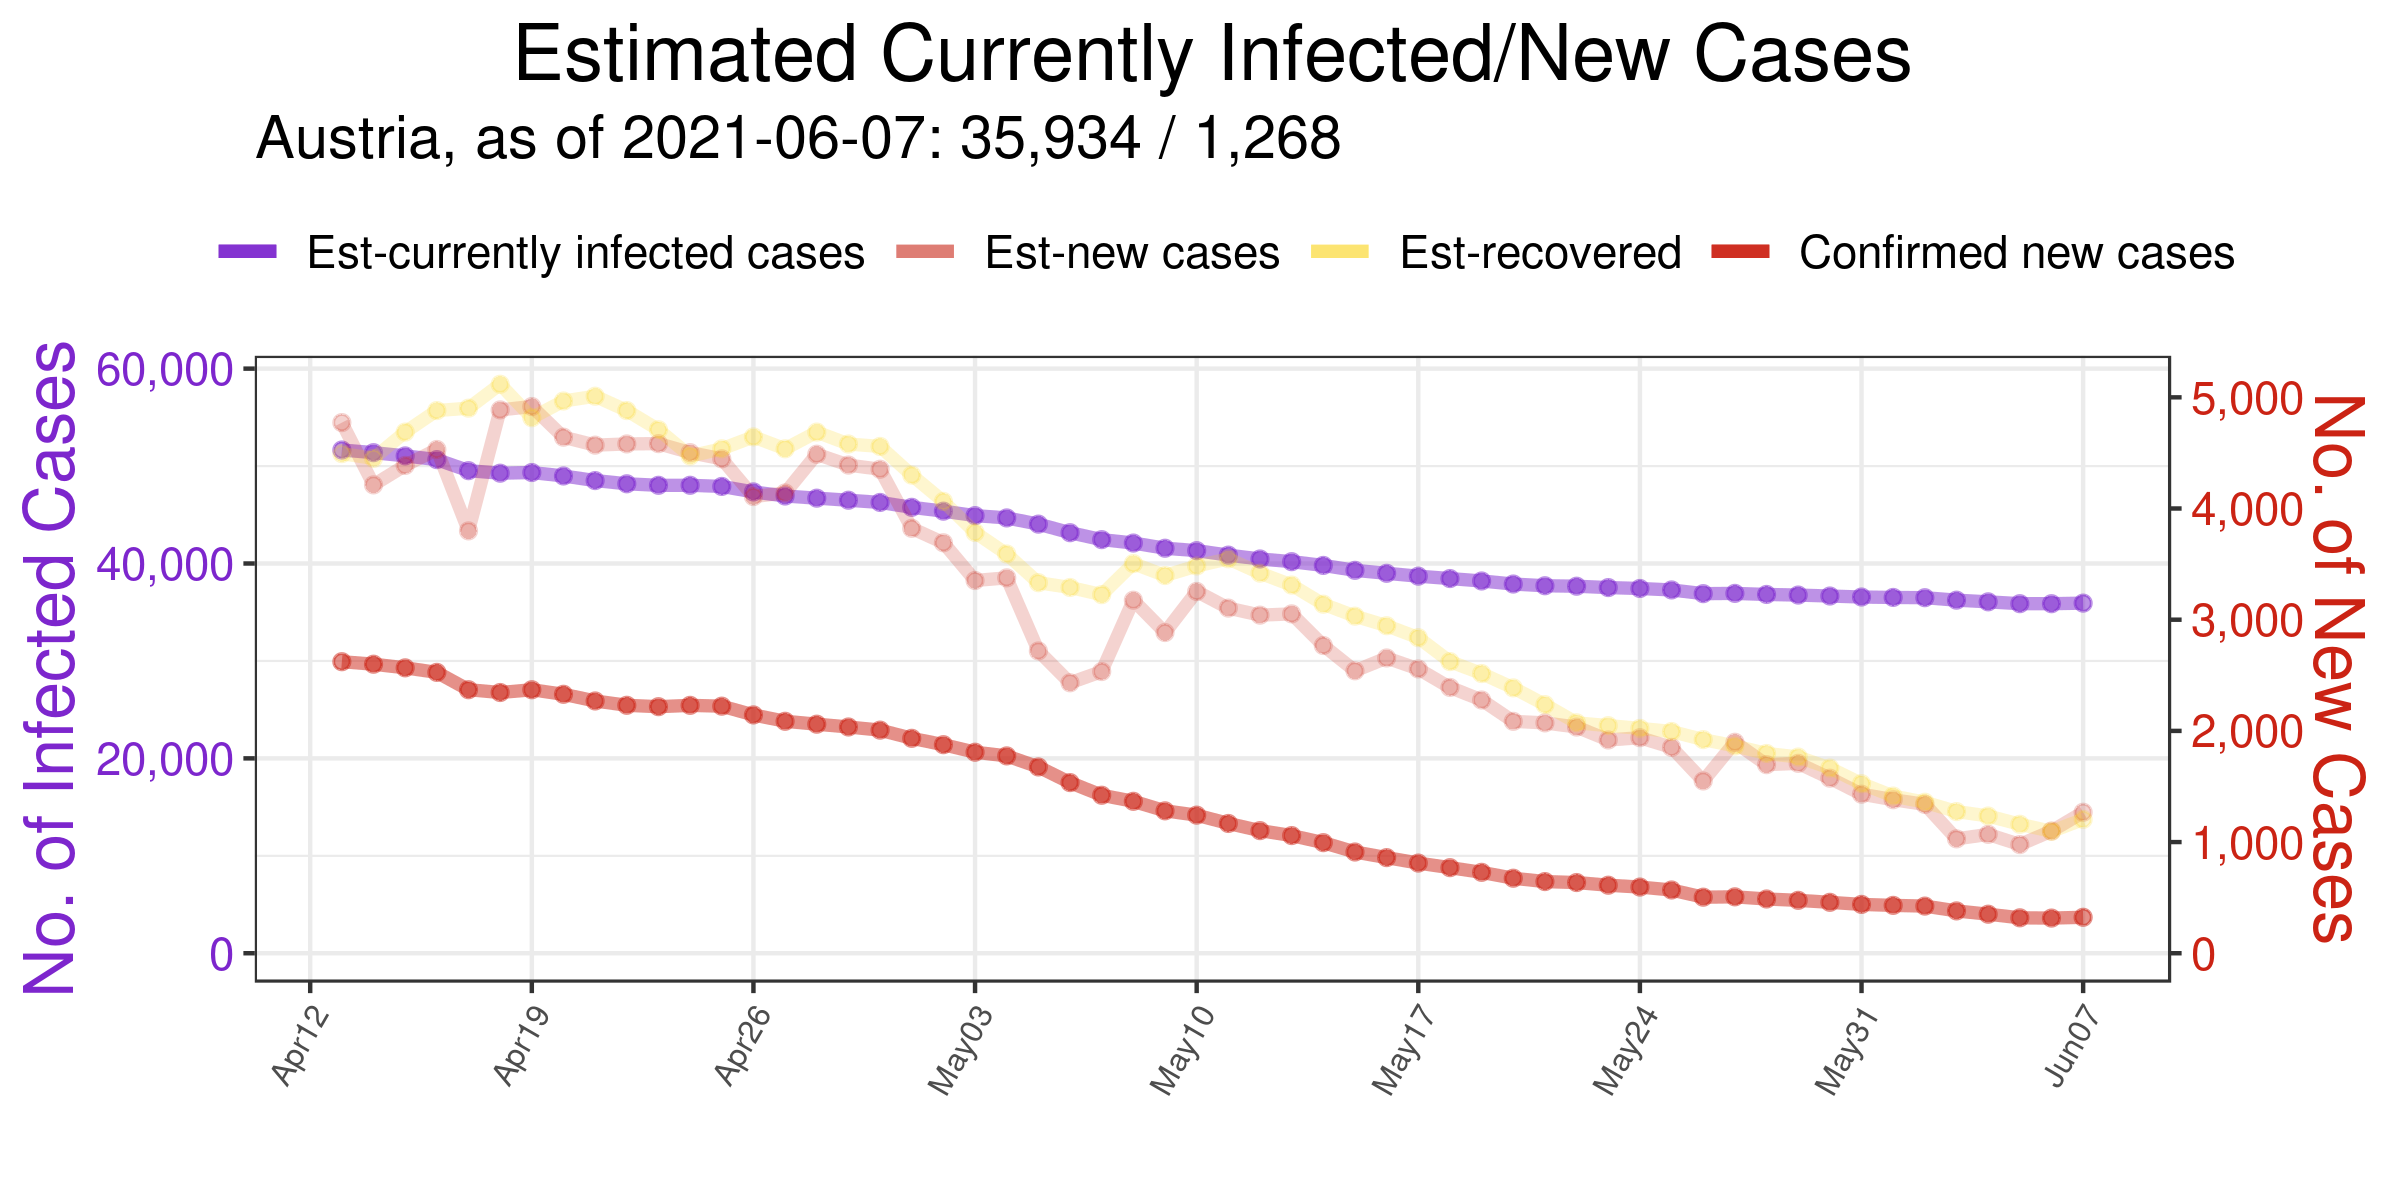 Estimated Currently Infected/New Cases
Austria, as of 2021-06-07: 35,934 / 1,268
Est-currently infected cases Est-new cases Est-recovered Confirmed new cases
No. of Infected Cases
60,000
40,000
20,000
0
5,000
4,000
3,000
2,000
1,000
0
No. of New Cases
Apr12 Apr19 Apr26 May03 May10 May17 May24 May31 Jun07